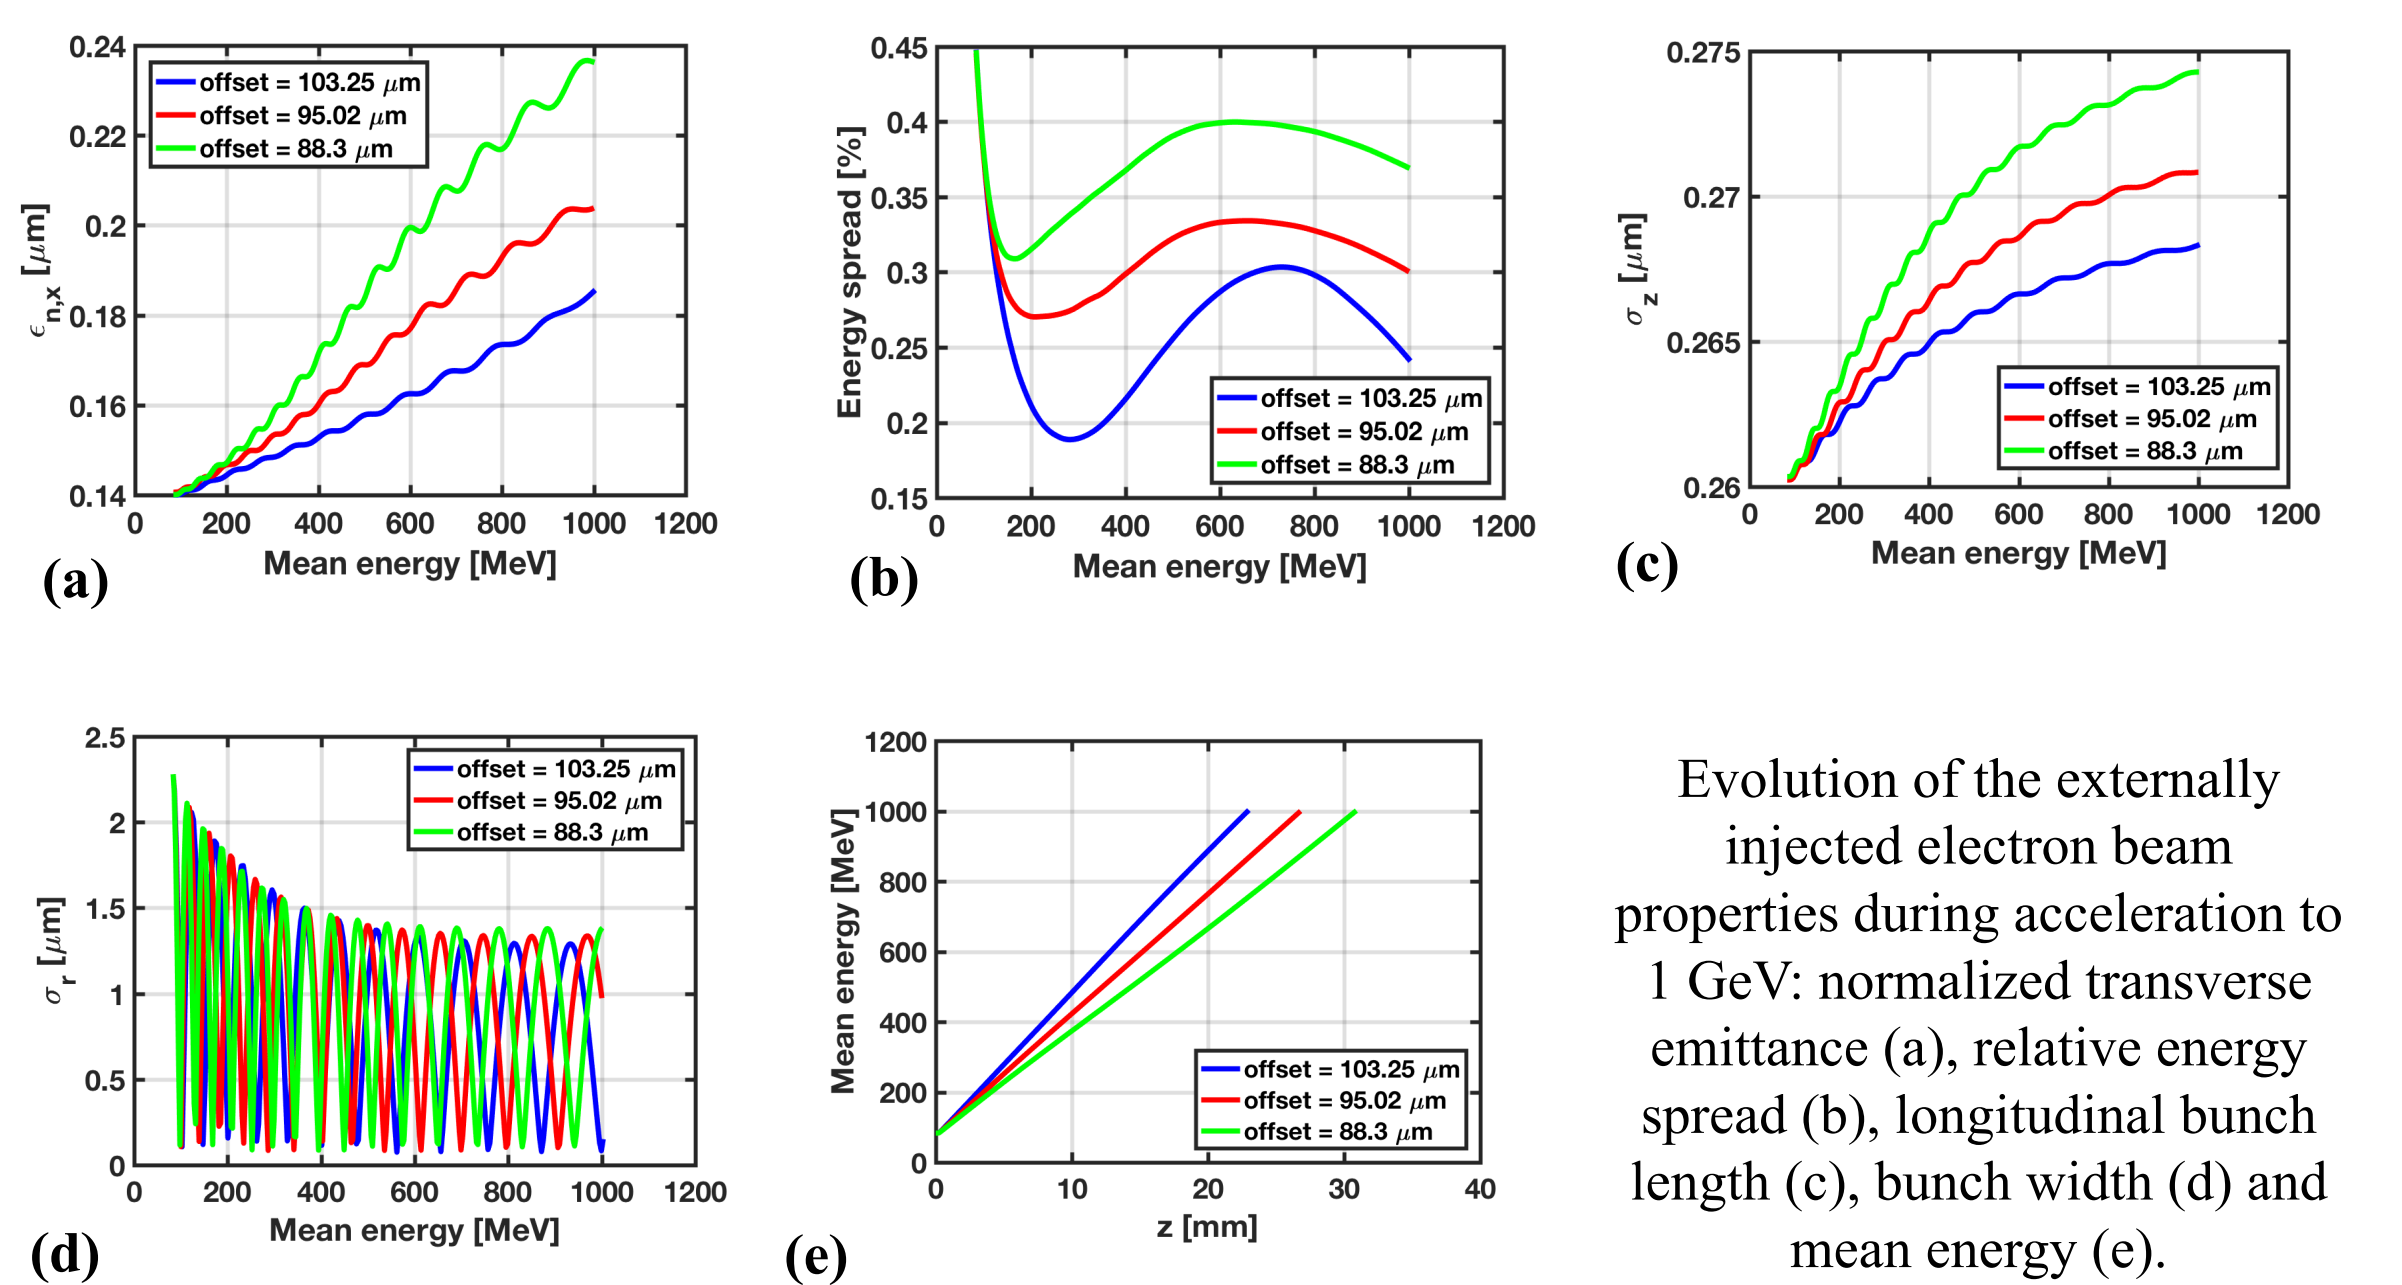 0.24
0.22
0.2
0.18
0.16
0.14
0 200 400 600 800 1000 1200
ϵn,x [μm]
Mean energy [MeV]
offset = 103.25 μm
offset = 95.02 μm
offset = 88.3 μm
(a)
0.45
0.4
0.35
0.3
0.25
0.2
0.15
0 200 400 600 800 1000 1200
Energy spread [%]
Mean energy [MeV]
offset = 103.25 μm
offset = 95.02 μm
offset = 88.3 μm
(b)
0.275
0.27
0.265
0.26
0 200 400 600 800 1000 1200
σz [μm]
Mean energy [MeV]
offset = 103.25 μm
offset = 95.02 μm
offset = 88.3 μm
(c)
2.5
2
1.5
1
0.5
0
0 200 400 600 800 1000 1200
σr [μm]
Mean energy [MeV]
offset = 103.25 μm
offset = 95.02 μm
offset = 88.3 μm
(d)
1200
1000
800
600
400
200
0
0 10 20 30 40
Mean energy [MeV]
z [mm]
offset = 103.25 μm
offset = 95.02 μm
offset = 88.3 μm
(e)
Evolution of the externally
injected electron beam
properties during acceleration to
1 GeV: normalized transverse
emittance (a), relative energy
spread (b), longitudinal bunch
length (c), bunch width (d) and
mean energy (e).